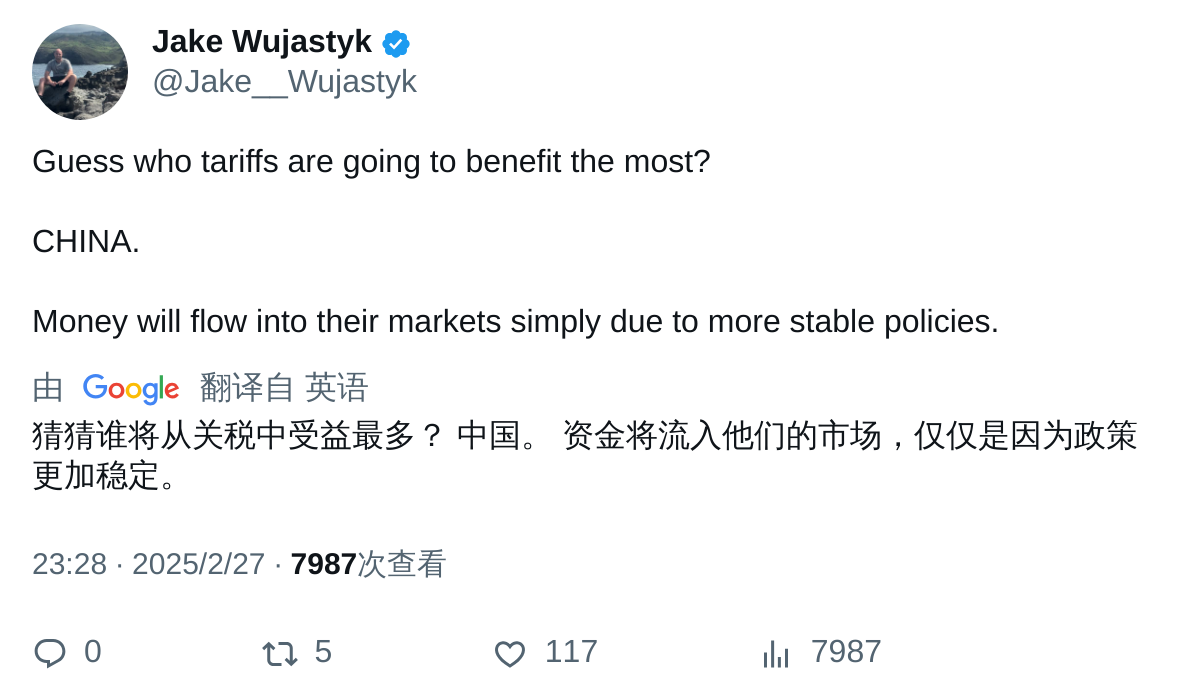 Jake Wujastyk
@Jake__Wujastyk
Guess who tariffs are going to benefit the most?
CHINA.
Money will flow into their markets simply due to more stable policies.
由 Google 翻译自 英语
猜猜谁将从关税中受益最多？ 中国。 资金将流入他们的市场，仅仅是因为政策
更加稳定。
23:28 · 2025/2/27 · 7987次查看
0 5 117 7987